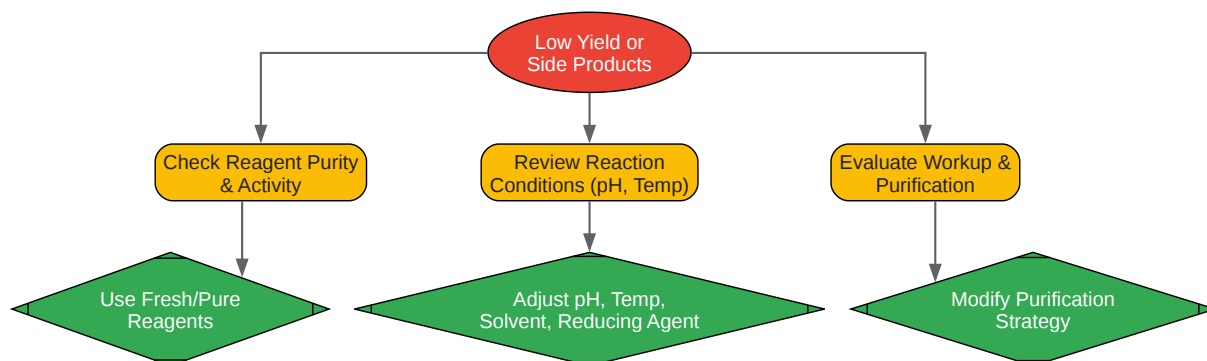 Low Yield or
Side Products
Check Reagent Purity
& Activity
Review Reaction
Conditions (pH, Temp)
Evaluate Workup &
Purification
Use Fresh/Pure
Reagents
Adjust pH, Temp,
Solvent, Reducing Agent
Modify Purification
Strategy